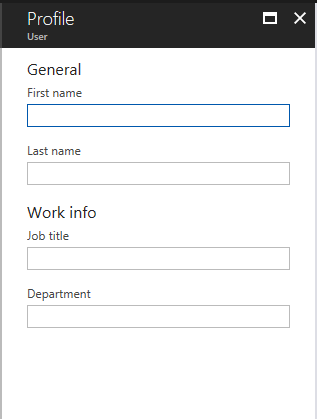 Profile
User
General
First name
Last name
Work info
Job title
Department